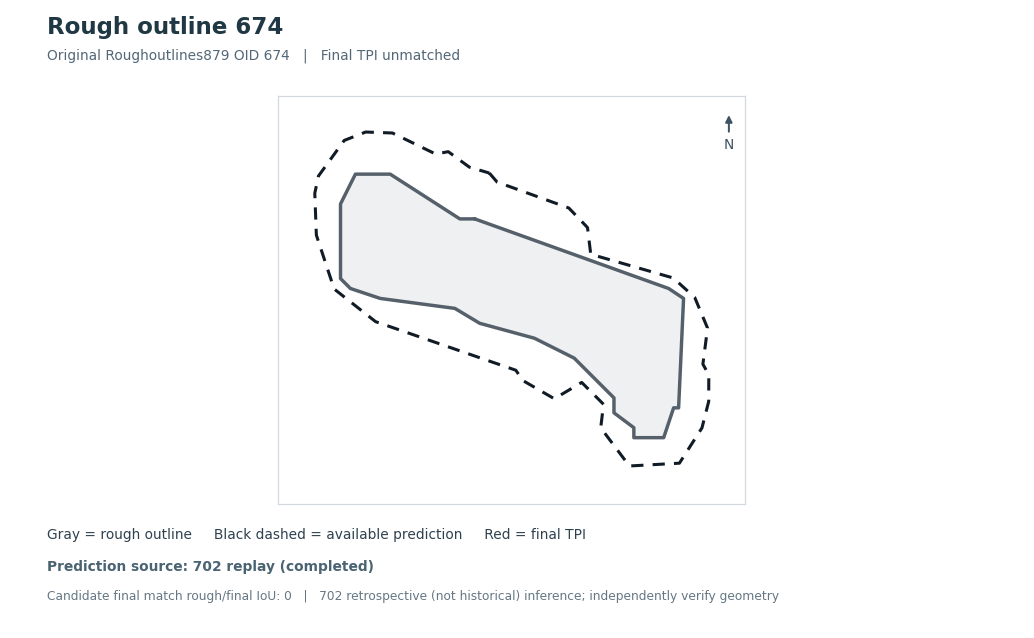 Rough outline 674
Original Roughoutlines879 OID 674   |   Final TPI unmatched
N
Gray = rough outline     Black dashed = available prediction     Red = final TPI
Prediction source: 702 replay (completed)
Candidate final match rough/final IoU: 0   |   702 retrospective (not historical) inference; independently verify geometry